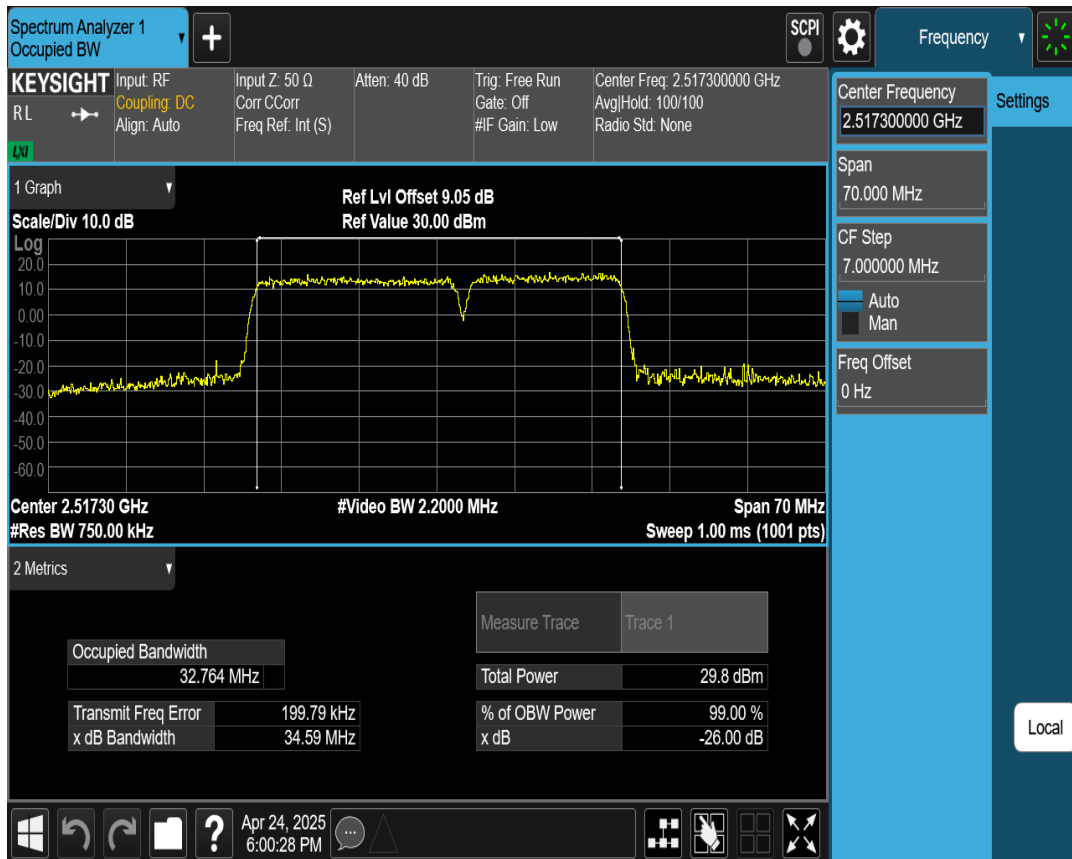 Spectrum Analyzer 1
Occupied BW
+
SCPI
Frequency
KEYSIGHT
RL
LXI
Input: RF
Coupling: DC
Align: Auto
Input Z: 50 Ω
Corr CCorr
Freq Ref: Int (S)
Atten: 40 dB
Trig: Free Run
Gate: Off
#IF Gain: Low
Center Freq: 2.517300000 GHz
Avg|Hold: 100/100
Radio Std: None
Center Frequency
2.517300000 GHz
Settings
Span
70.000 MHz
CF Step
7.000000 MHz
Auto
Man
Freq Offset
0 Hz
Local
1 Graph
Scale/Div 10.0 dB
Ref Lvl Offset 9.05 dB
Ref Value 30.00 dBm
Log
20.0
10.0
0.00
-10.0
-20.0
-30.0
-40.0
-50.0
-60.0
Center 2.51730 GHz
#Video BW 2.2000 MHz
Span 70 MHz
#Res BW 750.00 kHz
Sweep 1.00 ms (1001 pts)
2 Metrics
Measure Trace Trace 1
Occupied Bandwidth
32.764 MHz
Total Power 29.8 dBm
Transmit Freq Error 199.79 kHz
% of OBW Power 99.00 %
x dB Bandwidth 34.59 MHz
x dB -26.00 dB
?
Apr 24, 2025
6:00:28 PM